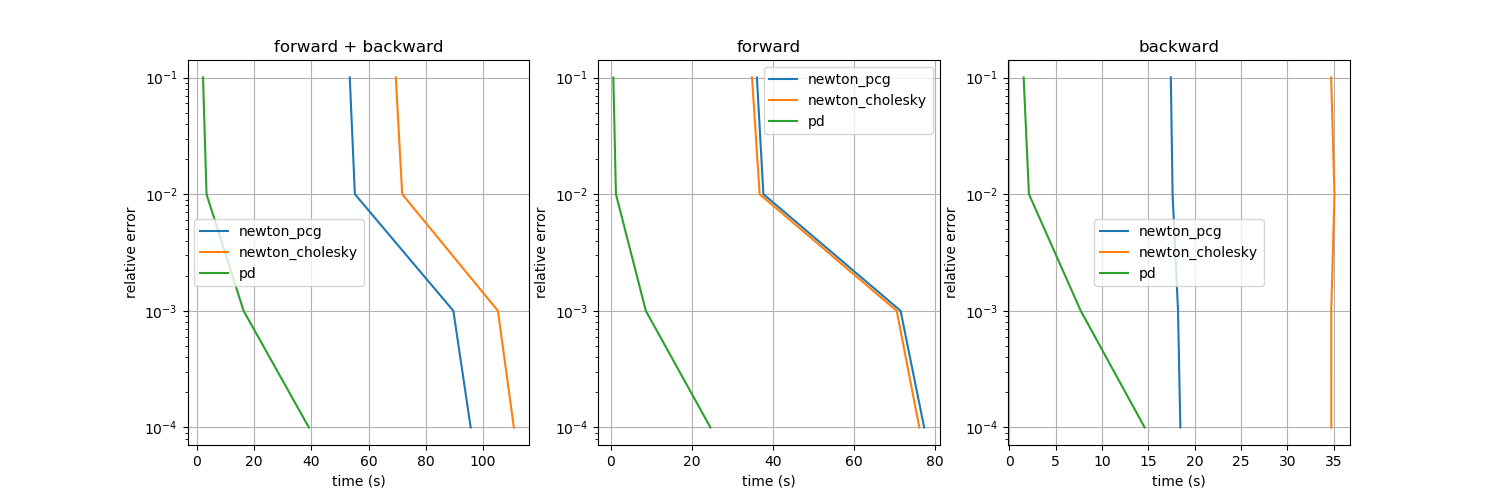 forward + backward
10⁻¹
10⁻²
10⁻³
10⁻⁴
relative error
newton_pcg
newton_cholesky
pd
0 20 40 60 80 100
time (s)
forward
10⁻¹
10⁻²
10⁻³
10⁻⁴
relative error
newton_pcg
newton_cholesky
pd
0 20 40 60 80
time (s)
backward
10⁻¹
10⁻²
10⁻³
10⁻⁴
relative error
newton_pcg
newton_cholesky
pd
0 5 10 15 20 25 30 35
time (s)